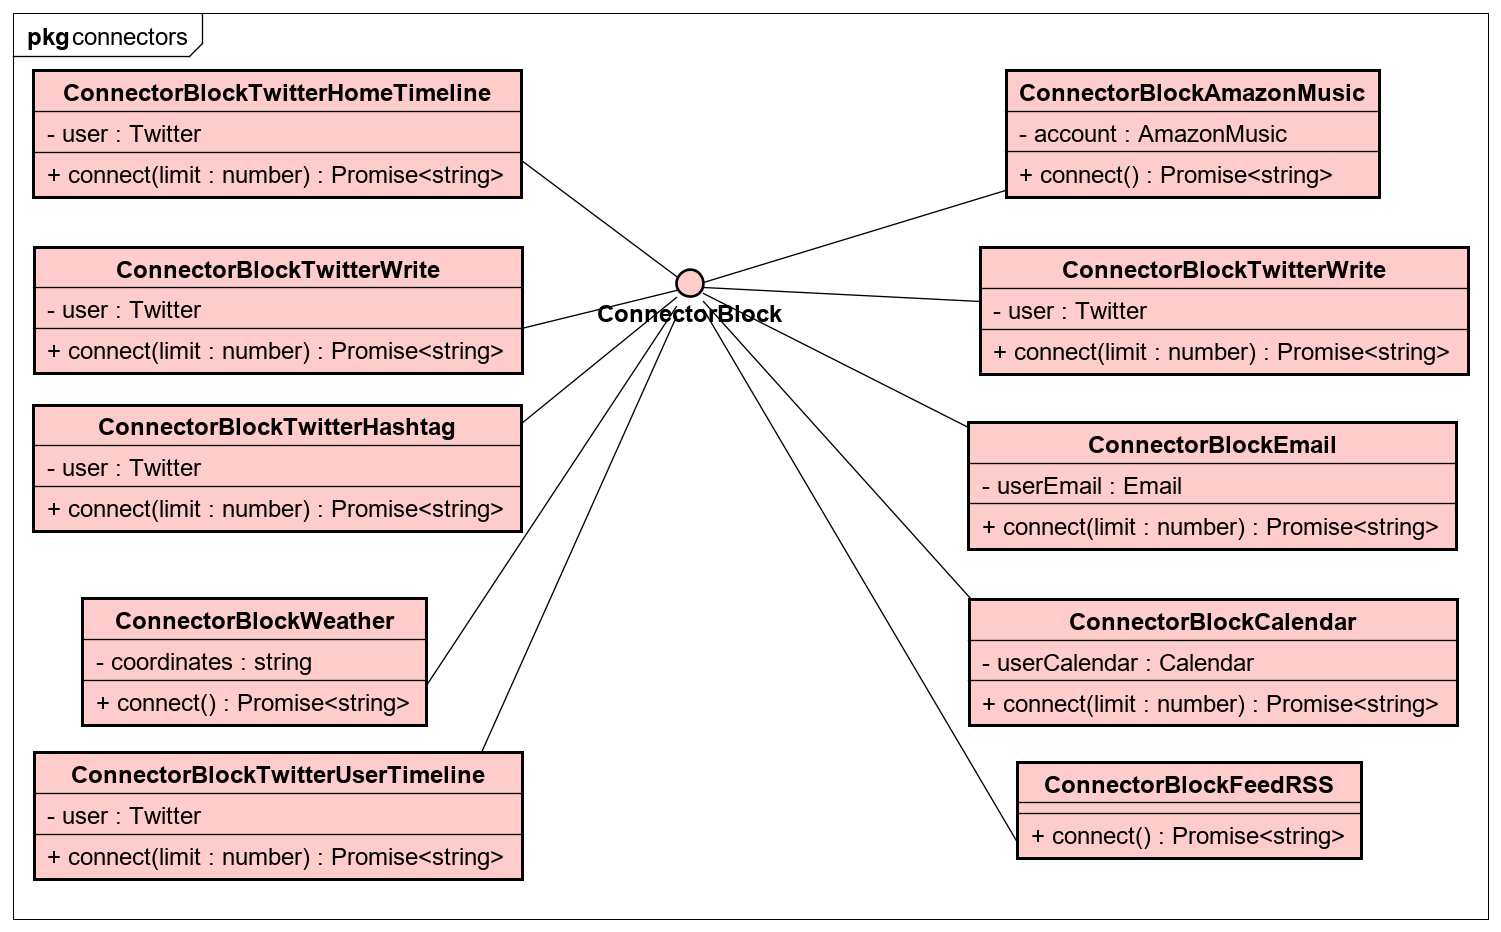 pkg connectors
ConnectorBlockTwitterHomeTimeline
- user : Twitter
+ connect(limit : number) : Promise<string>
ConnectorBlockTwitterWrite
- user : Twitter
+ connect(limit : number) : Promise<string>
ConnectorBlockTwitterHashtag
- user : Twitter
+ connect(limit : number) : Promise<string>
ConnectorBlockWeather
- coordinates : string
+ connect() : Promise<string>
ConnectorBlockTwitterUserTimeline
- user : Twitter
+ connect(limit : number) : Promise<string>
ConnectorBlock
ConnectorBlockAmazonMusic
- account : AmazonMusic
+ connect() : Promise<string>
ConnectorBlockTwitterWrite
- user : Twitter
+ connect(limit : number) : Promise<string>
ConnectorBlockEmail
- userEmail : Email
+ connect(limit : number) : Promise<string>
ConnectorBlockCalendar
- userCalendar : Calendar
+ connect(limit : number) : Promise<string>
ConnectorBlockFeedRSS
+ connect() : Promise<string>